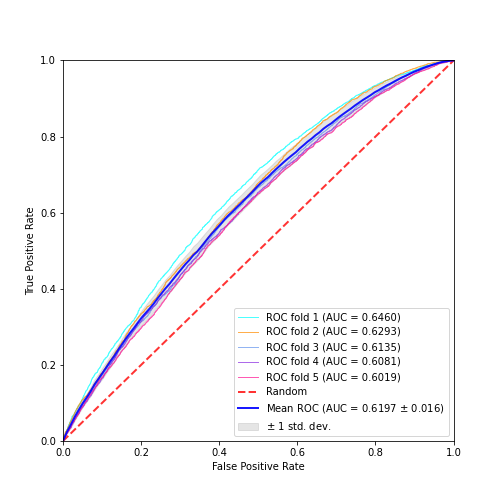 1.0
0.8
0.6
0.4
0.2
0.0
True Positive Rate
0.0 0.2 0.4 0.6 0.8 1.0
False Positive Rate
ROC fold 1 (AUC = 0.6460)
ROC fold 2 (AUC = 0.6293)
ROC fold 3 (AUC = 0.6135)
ROC fold 4 (AUC = 0.6081)
ROC fold 5 (AUC = 0.6019)
Random
Mean ROC (AUC = 0.6197 ± 0.016)
± 1 std. dev.